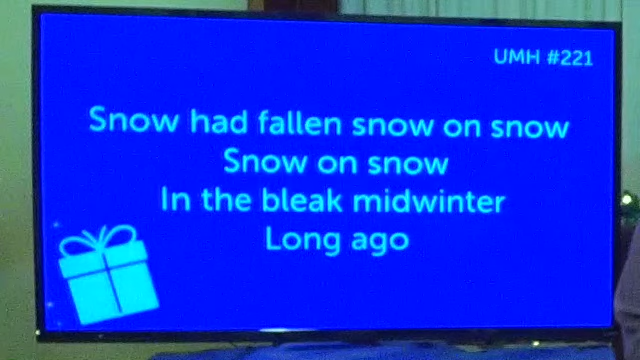 UMH #221
Snow had fallen snow on snow
Snow on snow
In the bleak midwinter
Long ago